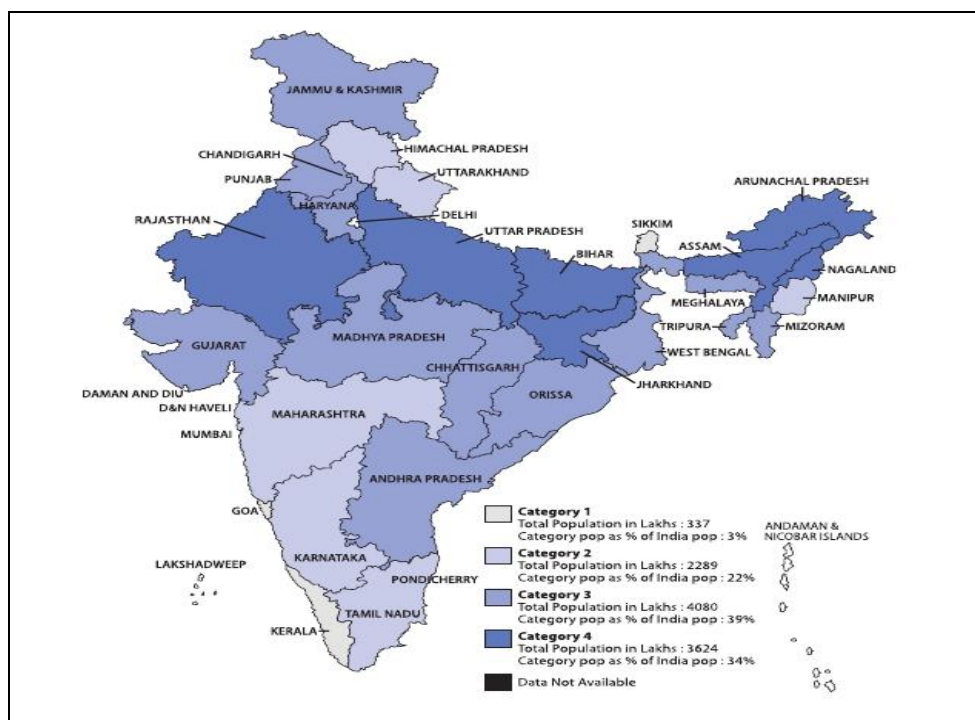 JAMMU & KASHMIR
HIMACHAL PRADESH
CHANDIGARH
PUNJAB
UTTARAKHAND
HARYANA
DELHI
RAJASTHAN
UTTAR PRADESH
BIHAR
SIKKIM
ARUNACHAL PRADESH
ASSAM
NAGALAND
MEGHALAYA
MANIPUR
TRIPURA
MIZORAM
WEST BENGAL
JHARKHAND
GUJARAT
MADHYA PRADESH
CHHATTISGARH
ORISSA
DAMAN AND DIU
D&N HAVELI
MUMBAI
MAHARASHTRA
ANDHRA PRADESH
GOA
KARNATAKA
LAKSHADWEEP
PONDICHERRY
TAMIL NADU
KERALA
Category 1
Total Population in Lakhs : 337
Category pop as % of India pop : 3%
Category 2
Total Population in Lakhs : 2289
Category pop as % of India pop : 22%
Category 3
Total Population in Lakhs : 4080
Category pop as % of India pop : 39%
Category 4
Total Population in Lakhs : 3624
Category pop as % of India pop : 34%
Data Not Available
ANDAMAN &
NICOBAR ISLANDS